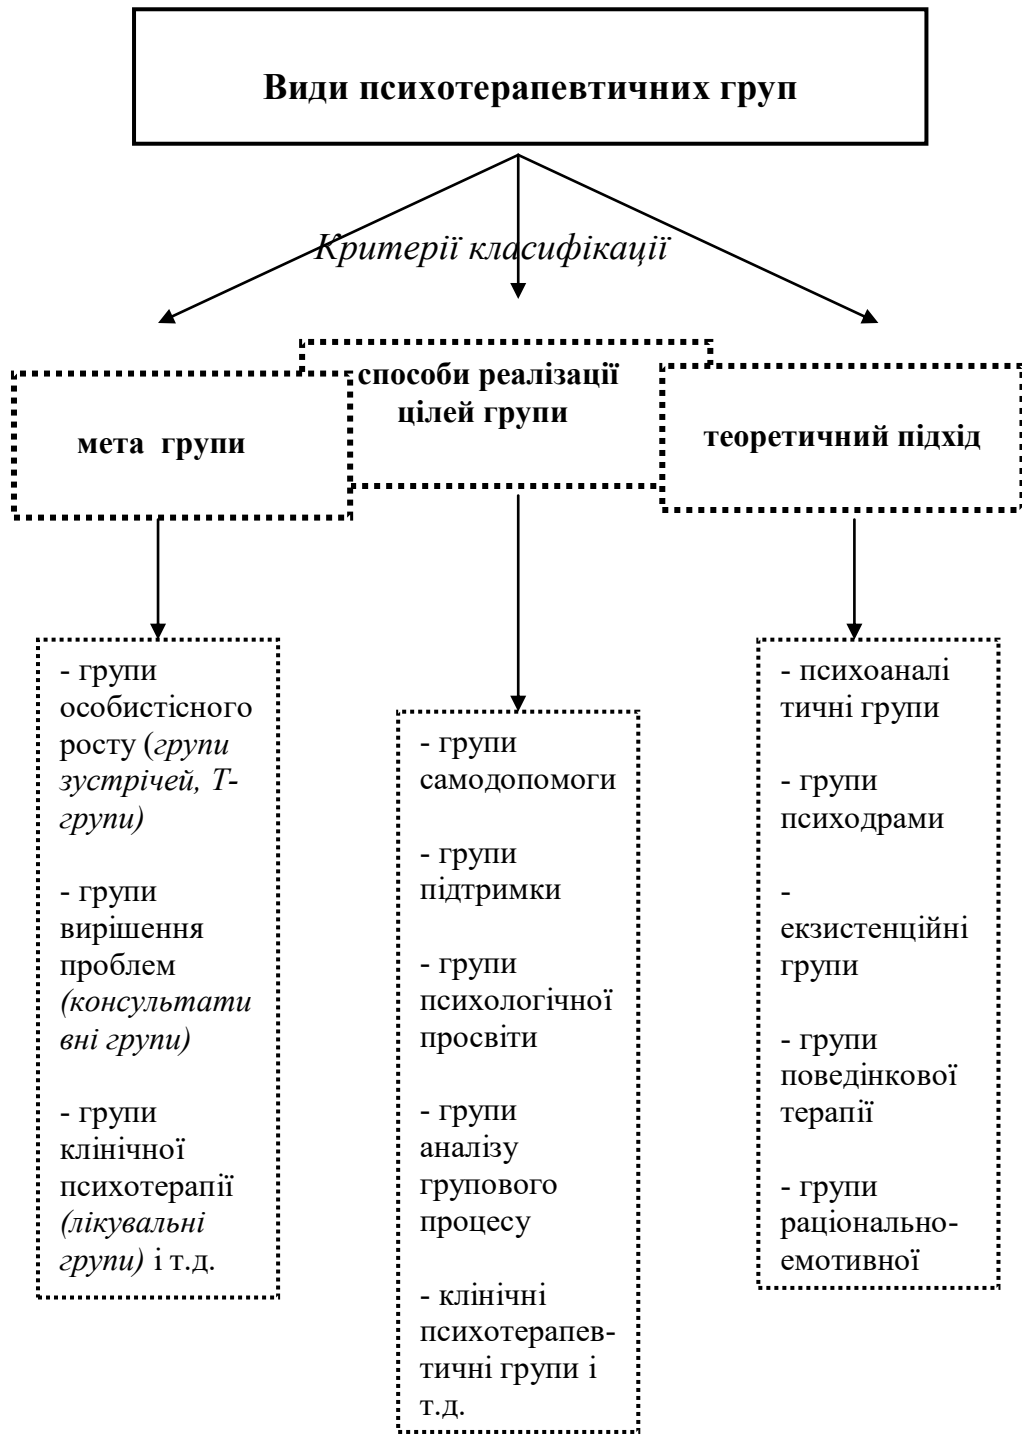 Види психотерапевтичних груп
Критерії класифікації
мета  групи
способи реалізації
цілей групи
теоретичний підхід
- групи
особистісного
росту (групи
зустрічей, Т-
групи)
- групи
вирішення
проблем
(консультати
вні групи)
- групи
клінічної
психотерапії
(лікувальні
групи) і т.д.
- групи
самодопомоги
- групи
підтримки
- групи
психологічної
просвіти
- групи
аналізу
групового
процесу
- клінічні
психотерапев-
тичні групи і
т.д.
- психоаналі
тичні групи
- групи
психодрами
-
екзистенційні
групи
- групи
поведінкової
терапії
- групи
раціонально-
емотивної